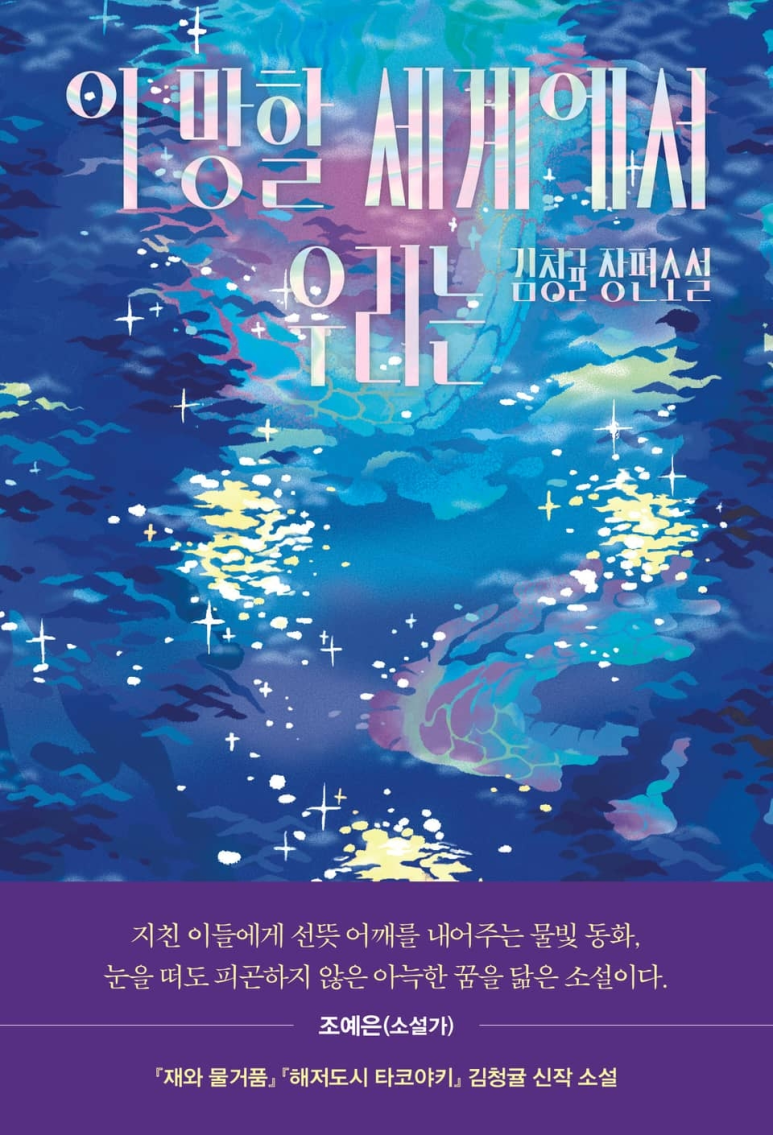 이 망할 세계에서
우리는
김청귤 장편소설
지친 이들에게 선뜻 어깨를 내어주는 물빛 동화,
눈을 떠도 피곤하지 않은 아늑한 꿈을 닮은 소설이다.
조예은(소설가)
『재와 물거품』 『해저도시 타코야키』 김청귤 신작 소설